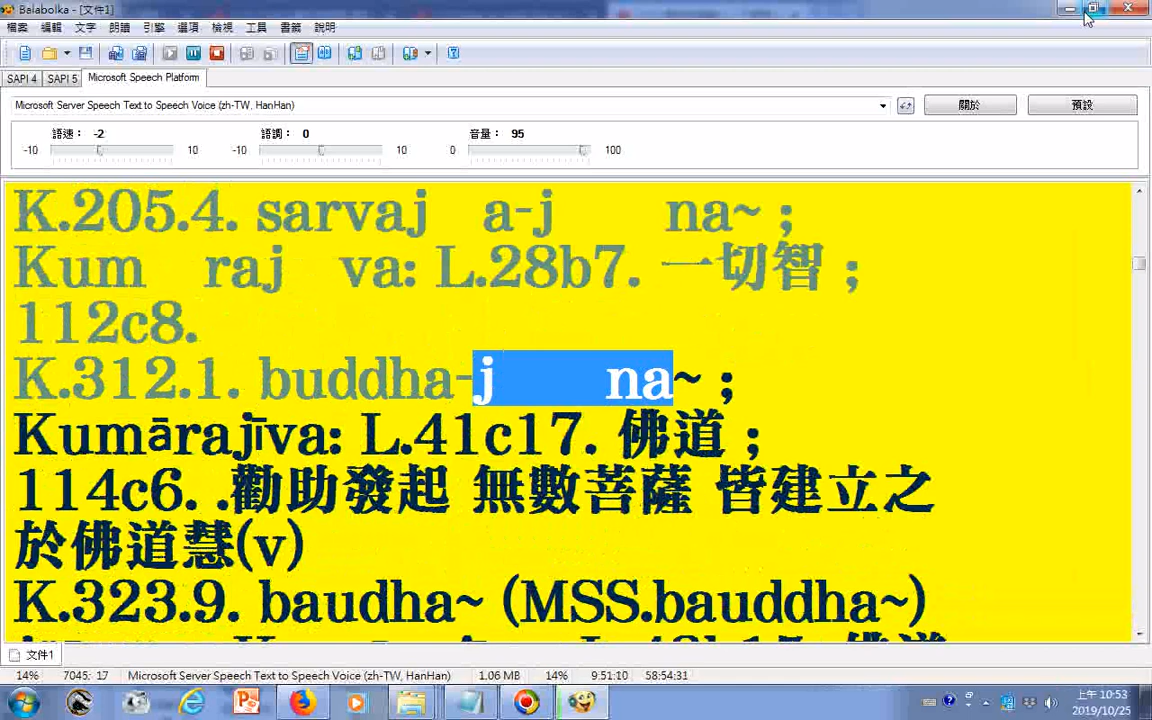 Balabolka - [文件1]
檔案 編輯 文字 朗讀 引擎 選項 檢視 工具 書籤 說明
SAPI 4 SAPI 5 Microsoft Speech Platform
Microsoft Server Speech Text to Speech Voice (zh-TW, HanHan) 關於 預設
語速： -2 語調： 0 音量： 95
-10 10 -10 10 0 100
K.205.4. sarvaj a-j na~ ;
Kum raj va: L.28b7. 一切智 ;
112c8.
K.312.1. buddha-j na~ ;
Kumārajīva: L.41c17. 佛道 ;
114c6. .勸助發起 無數菩薩 皆建立之
於佛道慧(v)
K.323.9. baudha~ (MSS.bauddha~)
文件1
14% 7045: 17 Microsoft Server Speech Text to Speech Voice (zh-TW, HanHan) 1.06 MB 14% 9:51:10 58:54:31
上午 10:53
2019/10/25